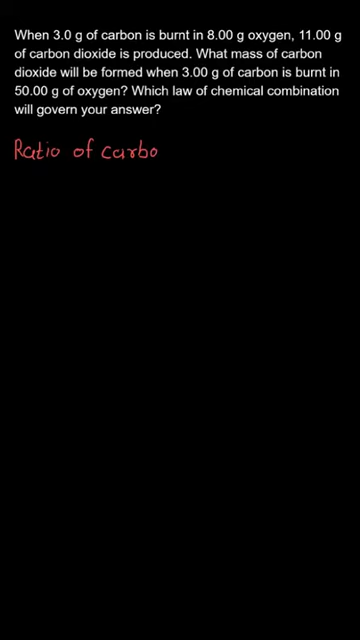 When 3.0 g of carbon is burnt in 8.00 g oxygen, 11.00 g
of carbon dioxide is produced. What mass of carbon
dioxide will be formed when 3.00 g of carbon is burnt in
50.00 g of oxygen? Which law of chemical combination
will govern your answer?
Ratio of carbo